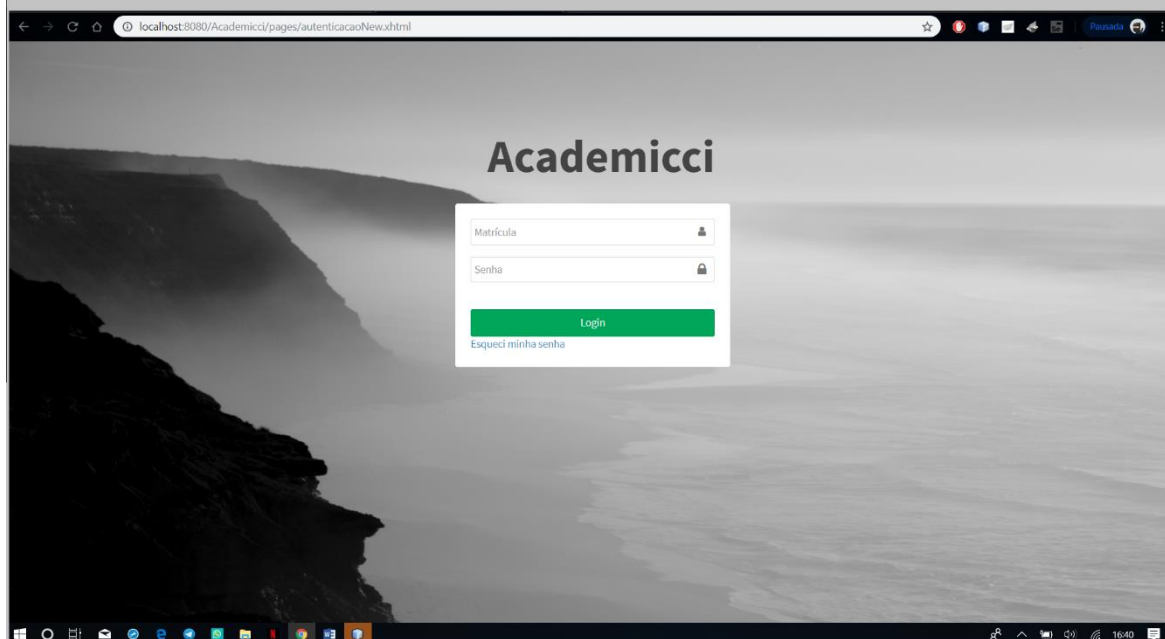 localhost:8080/Academicci/pages/autenticacaoNew.xhtml
Pausada
Academicci
Matrícula
Senha
Login
Esqueci minha senha
16:40